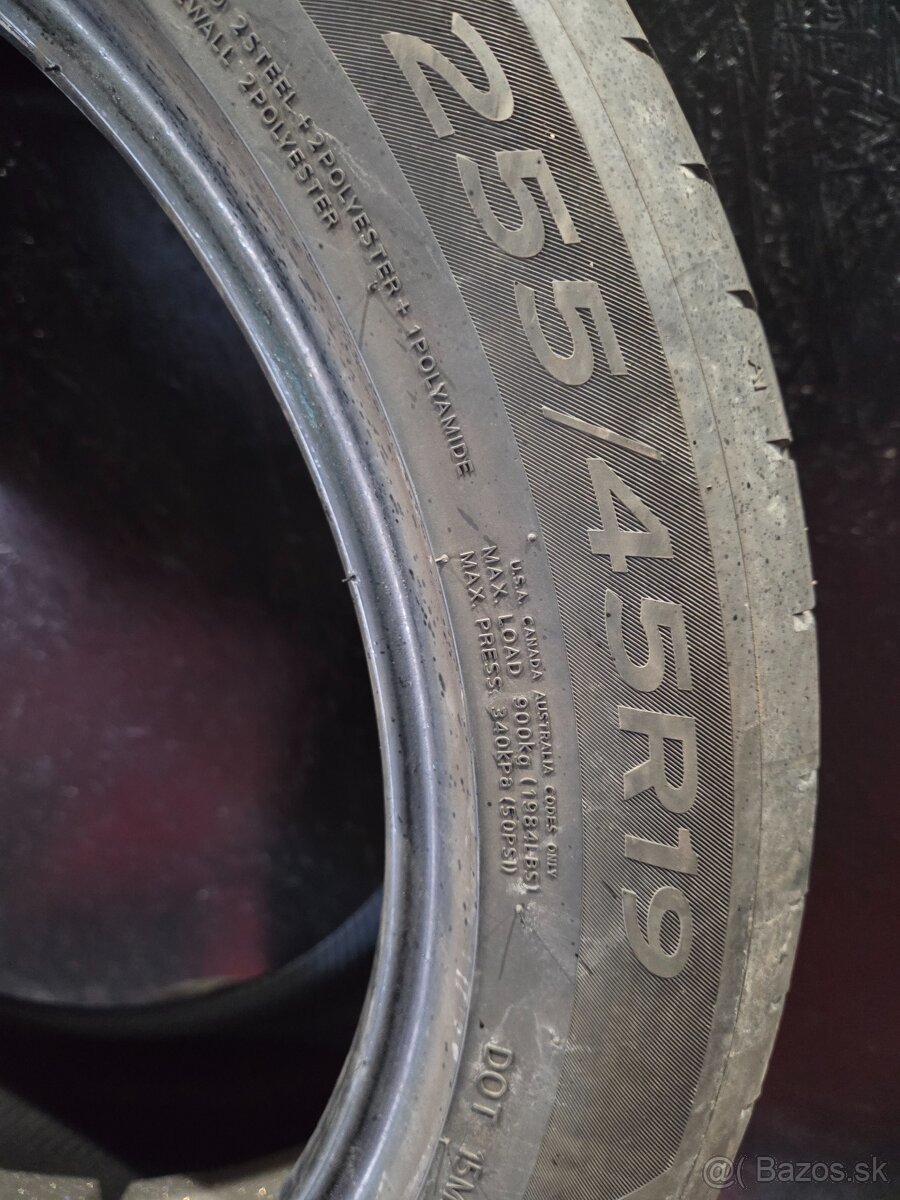 255/45R19
2STEEL + 2POLYESTER + 1POLYAMIDE
2POLYESTER
U.S.A. CANADA AUSTRALIA CODES ONLY
MAX. LOAD 900kg (1984LBS)
MAX. PRESS. 340kPa (50PSI)
DOT 15M
Bazos.sk